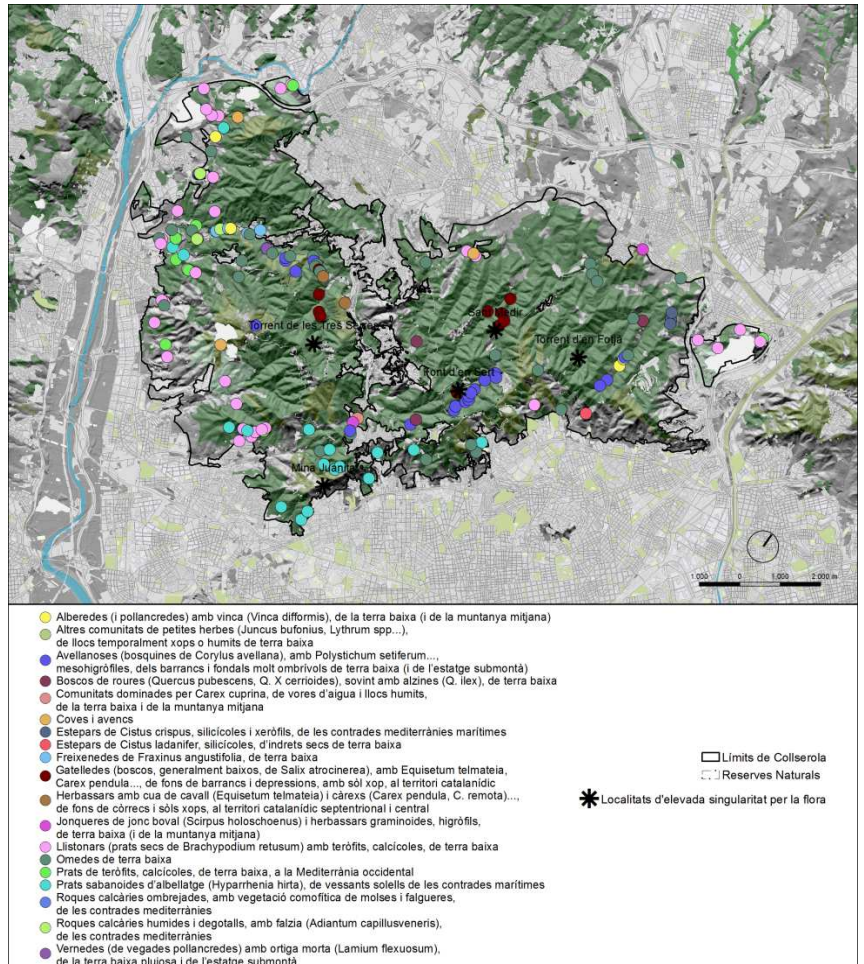 Torrent de les Tres Serres
Sant Medir
Torrent d'en Fotjà
Font d'en Sert
Mina Juanita
1.000 0 1.000 2.000 m
Alberedes (i pollancredes) amb vinca (Vinca difformis), de la terra baixa (i de la muntanya mitjana)
Altres comunitats de petites herbes (Juncus bufonius, Lythrum spp...),
de llocs temporalment xops o humits de terra baixa
Avellanoses (bosquines de Corylus avellana), amb Polystichum setiferum...,
mesohigròfiles, dels barrancs i fondals molt ombrívols de terra baixa (i de l'estatge submontà)
Boscos de roures (Quercus pubescens, Q. X cerrioides), sovint amb alzines (Q. ilex), de terra baixa
Comunitats dominades per Carex cuprina, de vores d'aigua i llocs humits,
de la terra baixa i de la muntanya mitjana
Coves i avencs
Estepars de Cistus crispus, silicícoles i xeròfils, de les contrades mediterrànies marítimes
Estepars de Cistus ladanifer, silicícoles, d'indrets secs de terra baixa
Freixenedes de Fraxinus angustifolia, de terra baixa
Gatelledes (boscos, generalment baixos, de Salix atrocinerea), amb Equisetum telmateia,
Carex pendula..., de fons de barrancs i depressions, amb sòl xop, al territori catalanídic
Herbassars amb cua de cavall (Equisetum telmateia) i càrexs (Carex pendula, C. remota)...,
de fons de còrrecs i sòls xops, al territori catalanídic septentrional i central
Jonqueres de jonc boval (Scirpus holoschoenus) i herbassars graminoides, higròfils,
de terra baixa (i de la muntanya mitjana)
Llistonars (prats secs de Brachypodium retusum) amb teròfits, calcícoles, de terra baixa
Omedes de terra baixa
Prats de teròfits, calcícoles, de terra baixa, a la Mediterrània occidental
Prats sabanoides d'albellatge (Hyparrhenia hirta), de vessants solells de les contrades marítimes
Roques calcàries ombrejades, amb vegetació comofítica de molses i falgueres,
de les contrades mediterrànies
Roques calcàries humides i degotalls, amb falzia (Adiantum capillusveneris),
de les contrades mediterrànies
Vernedes (de vegades pollancredes) amb ortiga morta (Lamium flexuosum),
de la terra baixa plujosa i de l'estatge submontà
Límits de Collserola
Reserves Naturals
Localitats d'elevada singularitat per la flora